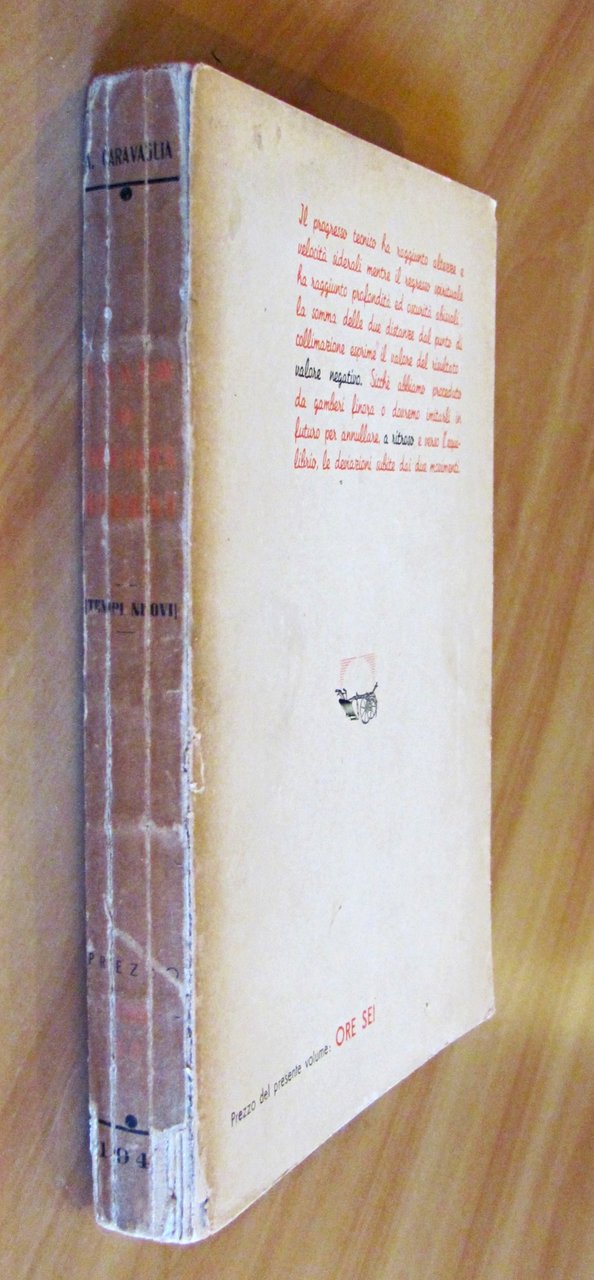 CARAVAGLIA
TEMPI NUOVI
PREZ O
194
Il progresso tecnico ha raggiunto altezze e
velocità siderali mentre il regresso spirituale
ha raggiunto profondità ed oscurità abissali:
la somma delle due distanze dal punto di
collimazione esprime il valore del risultato:
valore negativo. Sicchè abbiamo proceduto
da gamberi finora o dovremo imitarli in
futuro per annullare, a ritroso e verso l'equi-
librio, le deviazioni subite dai due movimenti
Prezzo del presente volume: ORE SEI